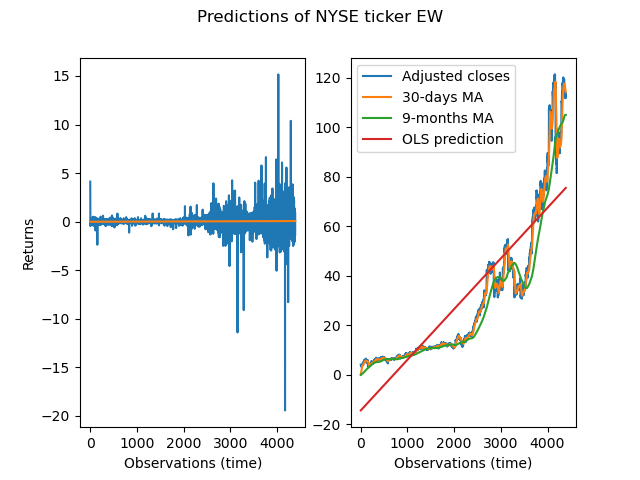 Predictions of NYSE ticker EW
Returns
15
10
5
0
−5
−10
−15
−20
0 1000 2000 3000 4000
Observations (time)
Adjusted closes
30-days MA
9-months MA
OLS prediction
120
100
80
60
40
20
0
−20
0 1000 2000 3000 4000
Observations (time)